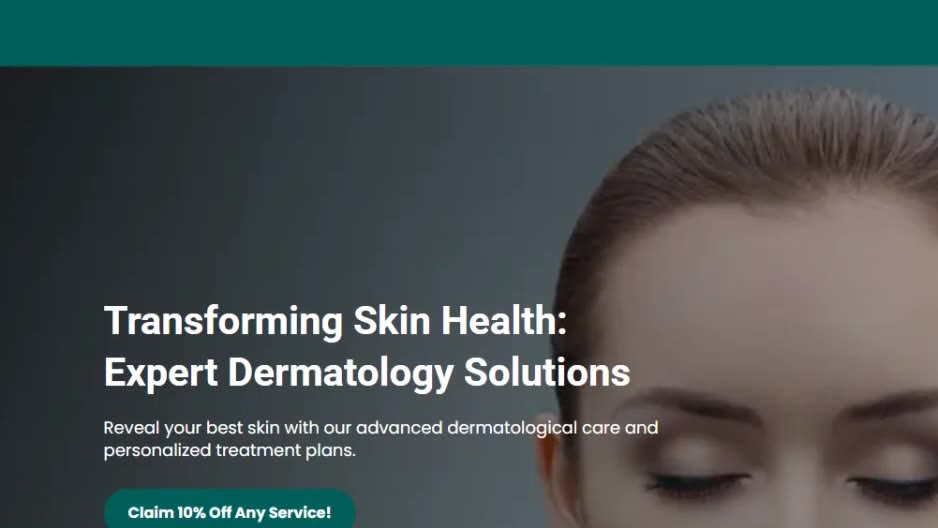 Transforming Skin Health:
Expert Dermatology Solutions
Reveal your best skin with our advanced dermatological care and
personalized treatment plans.
Claim 10% Off Any Service!